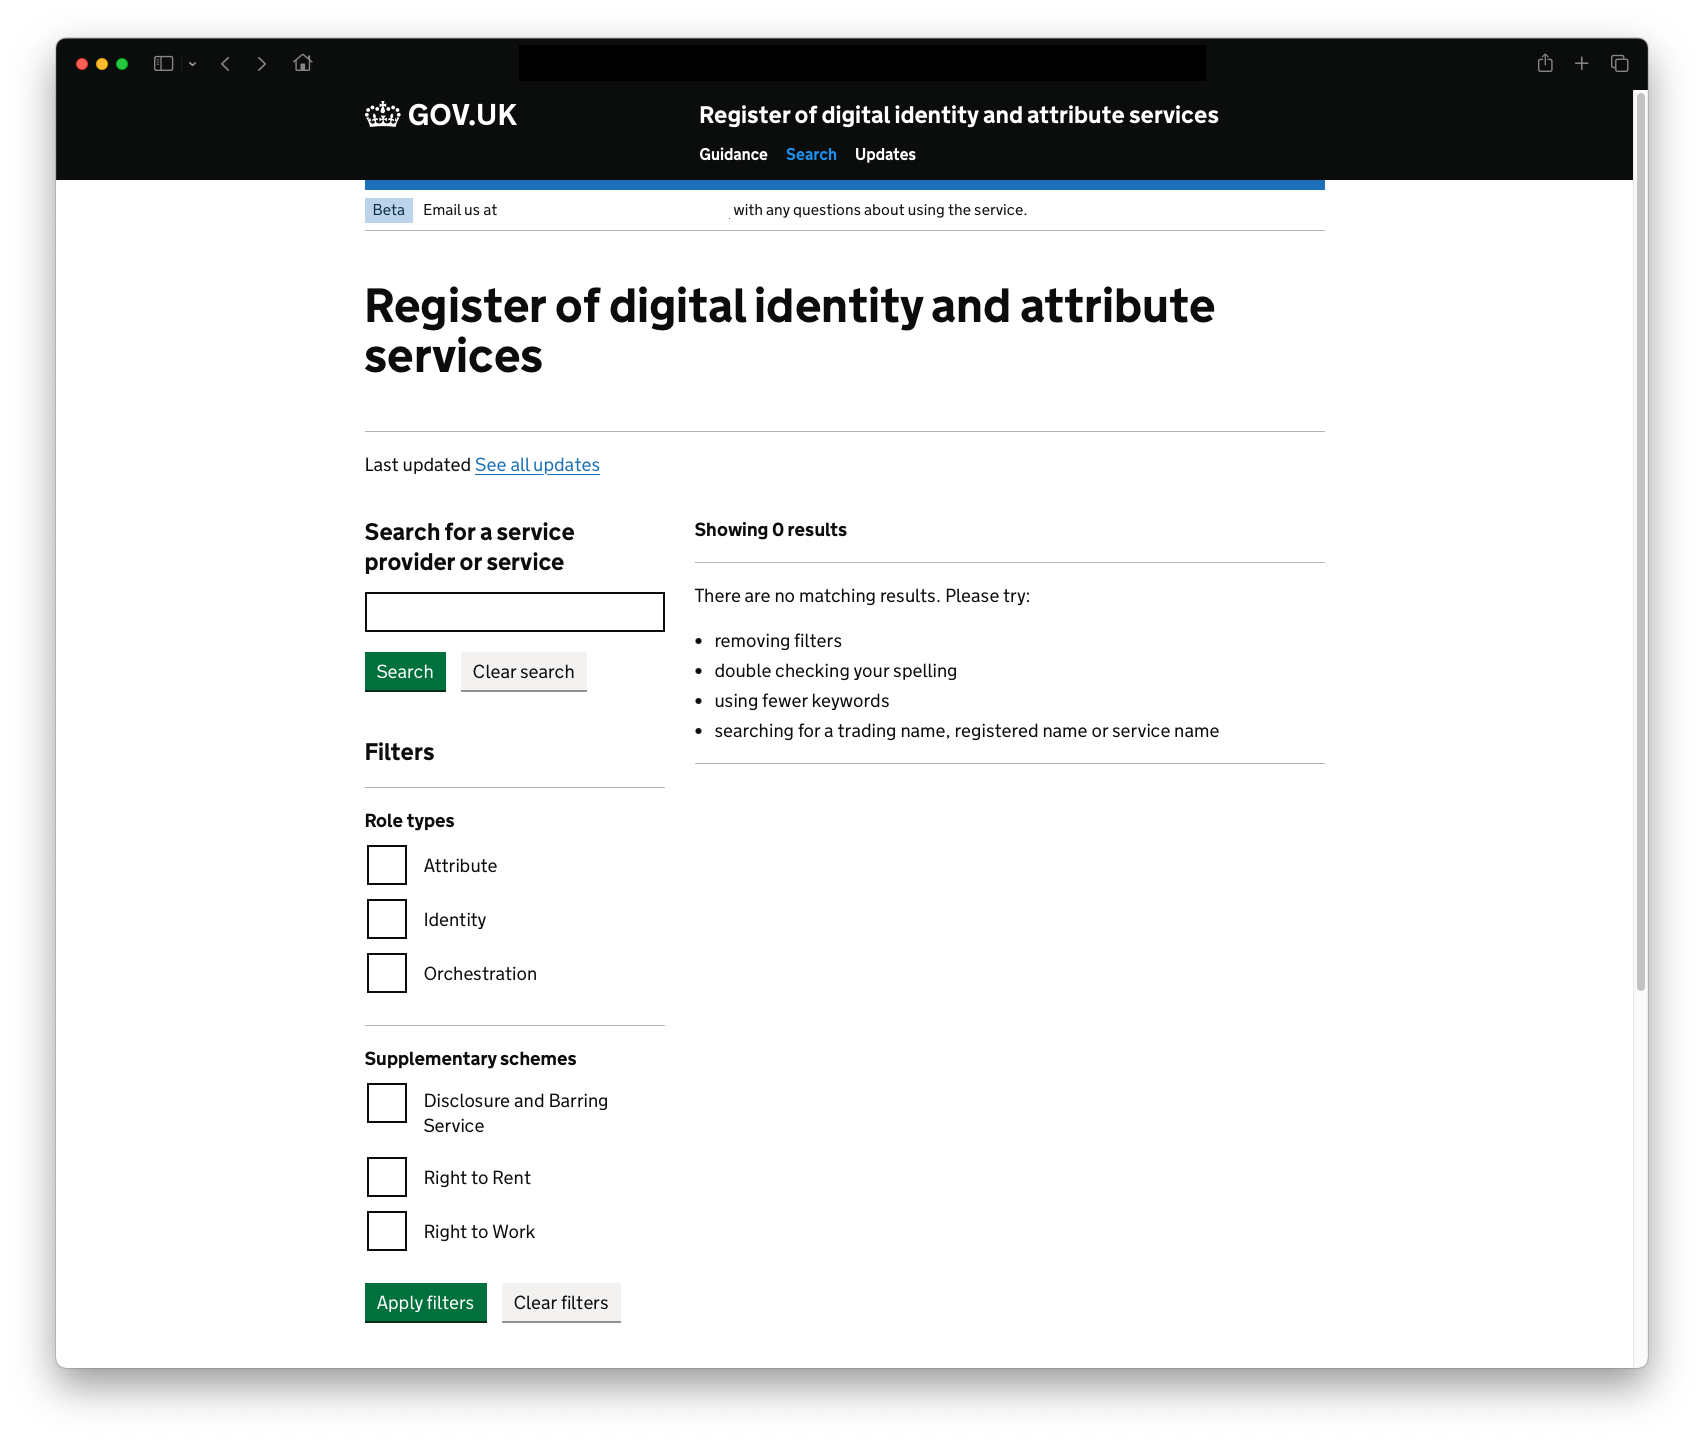 GOV.UK
Register of digital identity and attribute services
Guidance Search Updates
Beta Email us at with any questions about using the service.
Register of digital identity and attribute
services
Last updated See all updates
Search for a service
provider or service
Search Clear search
Filters
Role types
Attribute
Identity
Orchestration
Supplementary schemes
Disclosure and Barring
Service
Right to Rent
Right to Work
Apply filters Clear filters
Showing 0 results
There are no matching results. Please try:
• removing filters
• double checking your spelling
• using fewer keywords
• searching for a trading name, registered name or service name